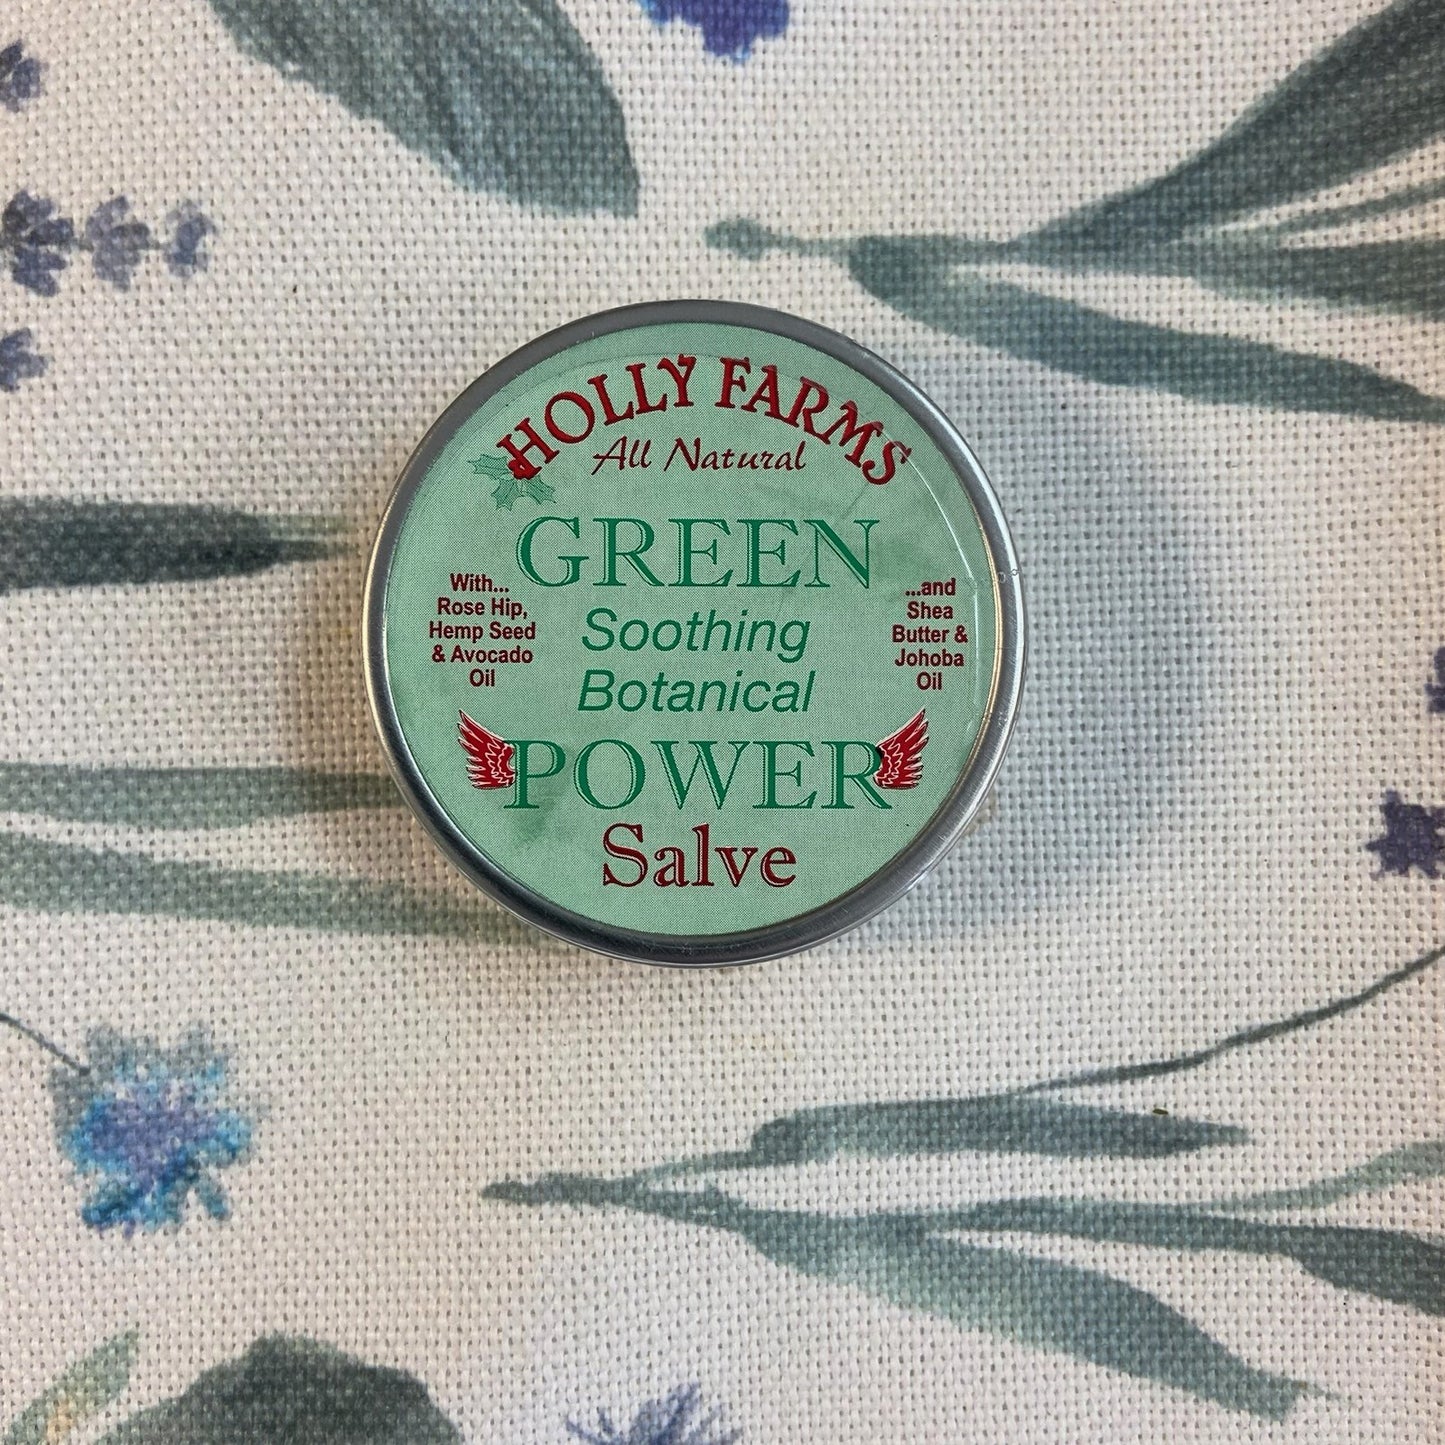 HOLLY FARMS
All Natural
GREEN
With...
Rose Hip,
Hemp Seed
& Avocado
Oil
Soothing
Botanical
...and
Shea
Butter &
Johoba
Oil
POWER
Salve